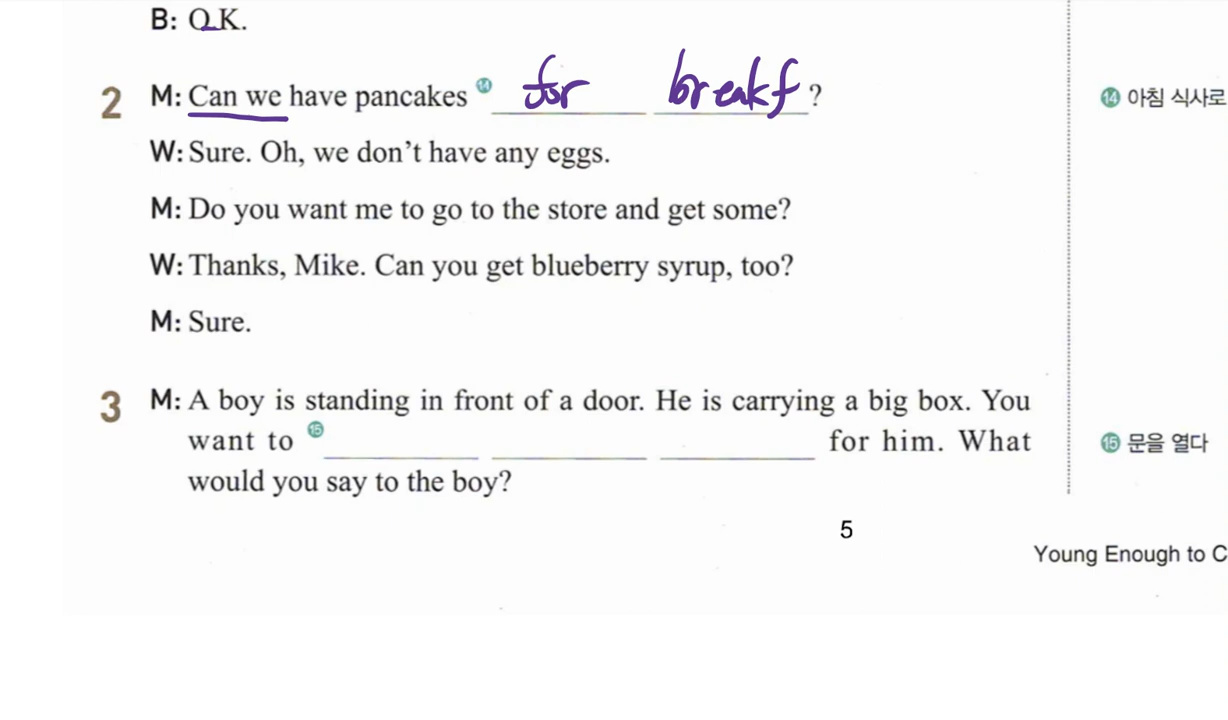 B: O.K.
2 M: Can we have pancakes ⑭ for breakf ?
⑭ 아침 식사로
W: Sure. Oh, we don't have any eggs.
M: Do you want me to go to the store and get some?
W: Thanks, Mike. Can you get blueberry syrup, too?
M: Sure.
3 M: A boy is standing in front of a door. He is carrying a big box. You
want to ⑮ ______ ______ ______ for him. What
⑮ 문을 열다
would you say to the boy?
5
Young Enough to C